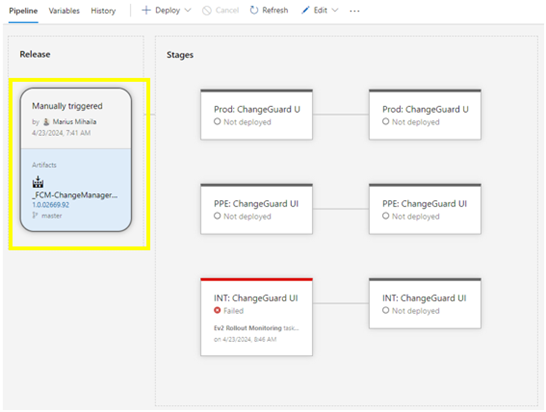 Pipeline Variables History Deploy Cancel Refresh Edit ...
Release
Stages
Manually triggered
by Marius Mihaila
4/23/2024, 7:41 AM
Artifacts
_FCM-ChangeManager...
1.0.02669.92
master
Prod: ChangeGuard U
Not deployed
Prod: ChangeGuard UI
Not deployed
PPE: ChangeGuard UI
Not deployed
PPE: ChangeGuard UI
Not deployed
INT: ChangeGuard UI
Failed
Ev2 Rollout Monitoring task...
on 4/23/2024, 8:46 AM
INT: ChangeGuard UI
Not deployed